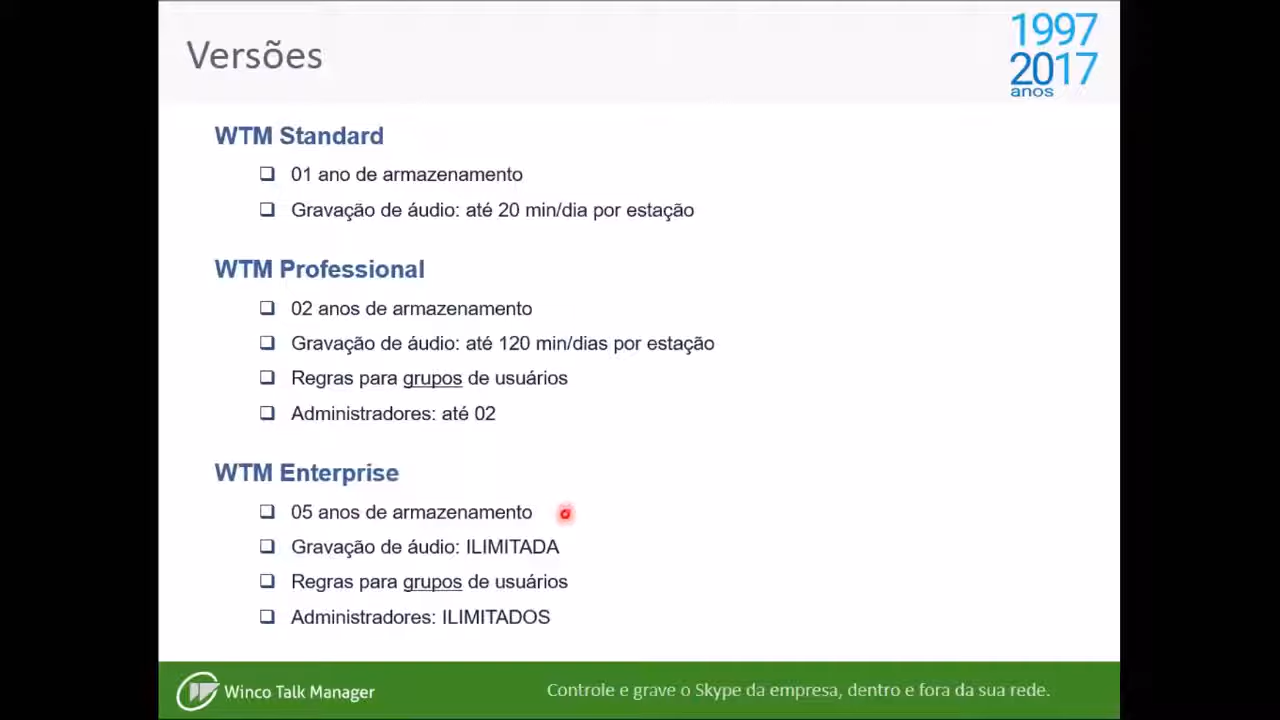 Versões
1997
2017
anos
WTM Standard
❑ 01 ano de armazenamento
❑ Gravação de áudio: até 20 min/dia por estação
WTM Professional
❑ 02 anos de armazenamento
❑ Gravação de áudio: até 120 min/dias por estação
❑ Regras para grupos de usuários
❑ Administradores: até 02
WTM Enterprise
❑ 05 anos de armazenamento
❑ Gravação de áudio: ILIMITADA
❑ Regras para grupos de usuários
❑ Administradores: ILIMITADOS
Winco Talk Manager
Controle e grave o Skype da empresa, dentro e fora da sua rede.